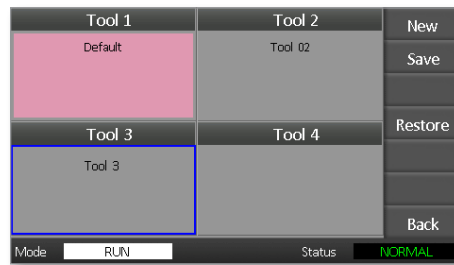 Tool 1
Tool 2
New
Default
Tool 02
Save
Tool 3
Tool 4
Restore
Tool 3
Back
Mode
RUN
Status
NORMAL